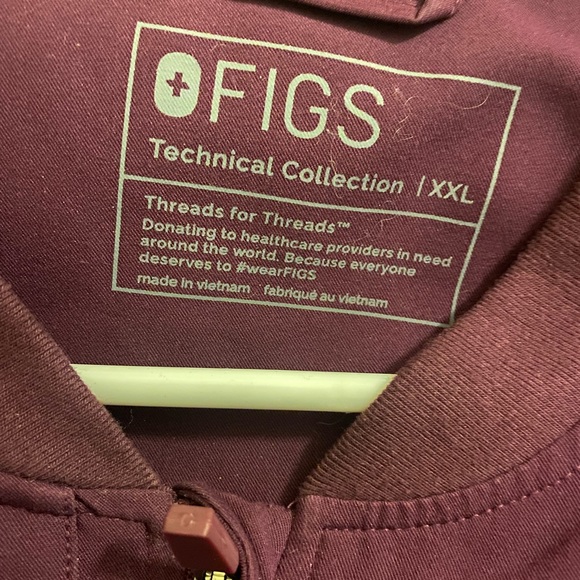 FIGS
Technical Collection | XXL
Threads for Threads™
Donating to healthcare providers in need
around the world. Because everyone
deserves to #wearFIGS
made in vietnam fabriqué au vietnam